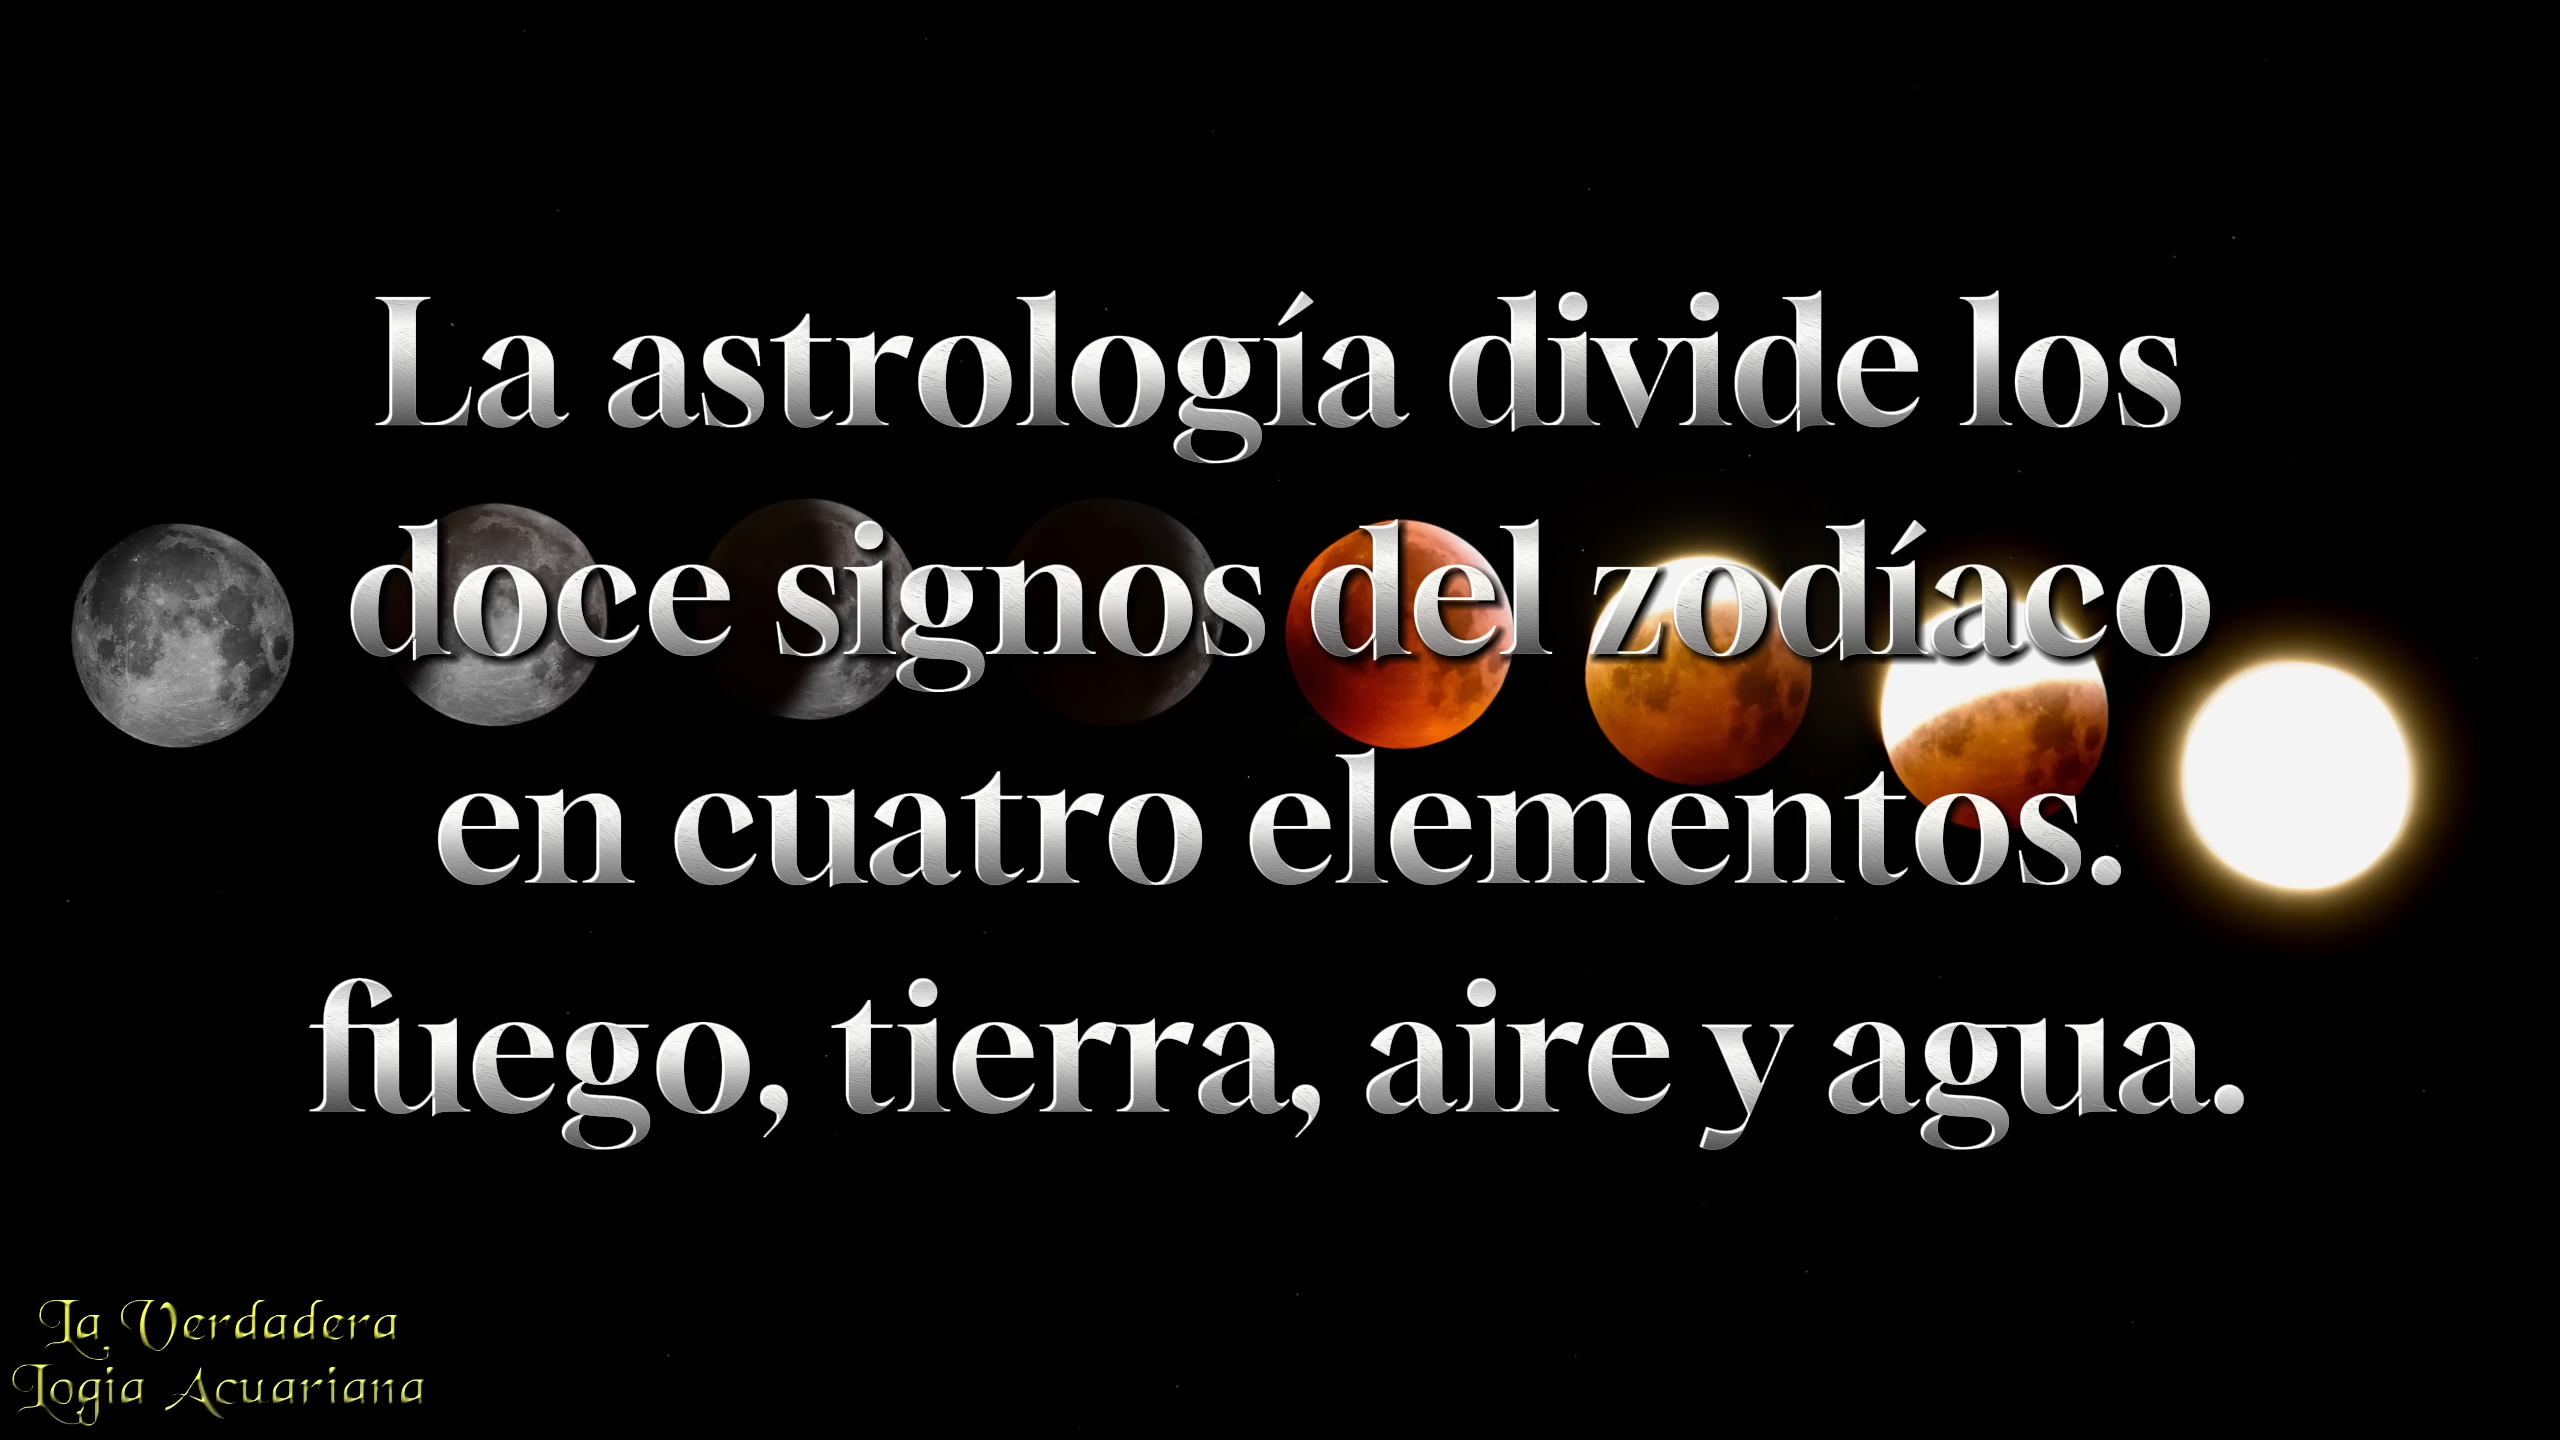 La astrología divide los
doce signos del zodíaco
en cuatro elementos.
fuego, tierra, aire y agua.
La Verdadera
Logia Acuariana